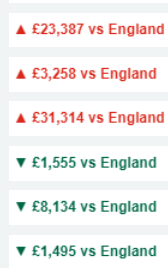 ▲ £23,387 vs England
▲ £3,258 vs England
▲ £31,314 vs England
▼ £1,555 vs England
▼ £8,134 vs England
▼ £1,495 vs England